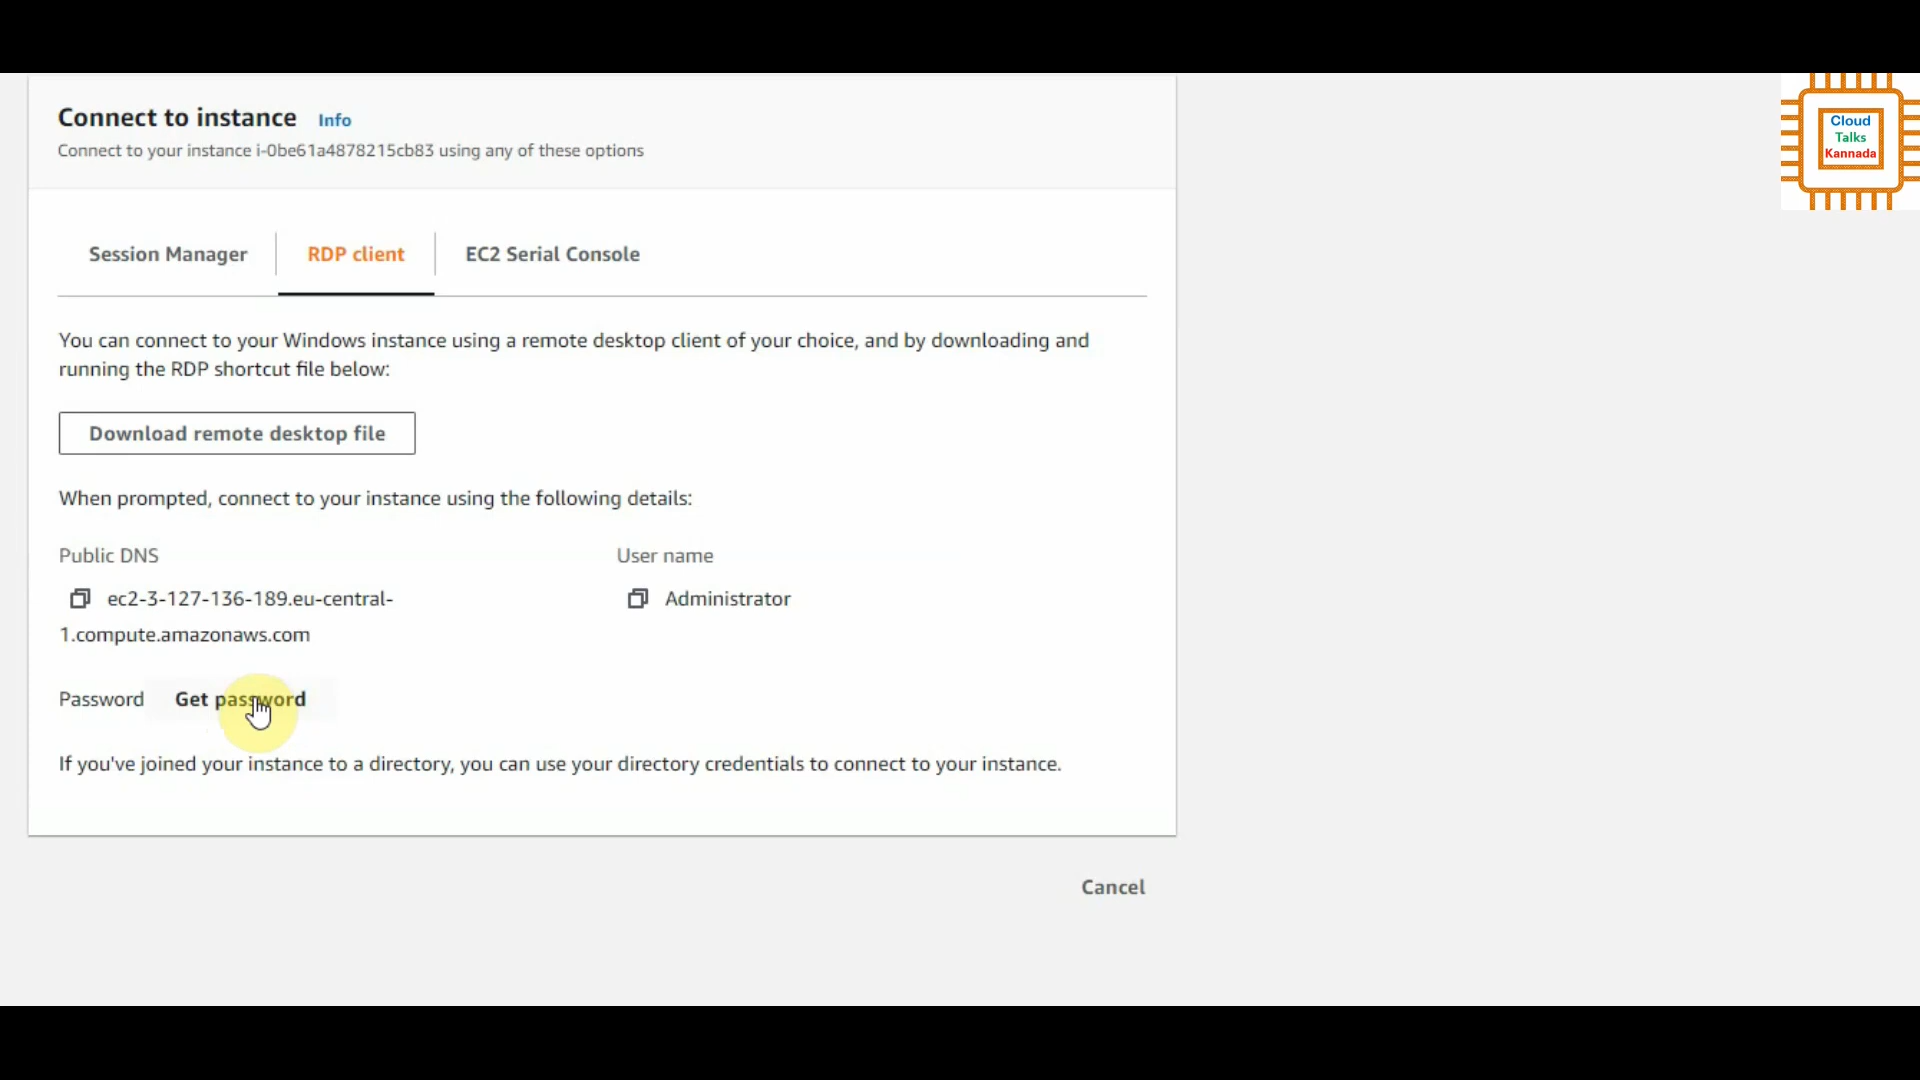 Connect to instance Info
Connect to your instance i-0be61a4878215cb83 using any of these options
Cloud
Talks
Kannada
Session Manager RDP client EC2 Serial Console
You can connect to your Windows instance using a remote desktop client of your choice, and by downloading and
running the RDP shortcut file below:
Download remote desktop file
When prompted, connect to your instance using the following details:
Public DNS User name
ec2-3-127-136-189.eu-central- Administrator
1.compute.amazonaws.com
Password Get password
If you've joined your instance to a directory, you can use your directory credentials to connect to your instance.
Cancel